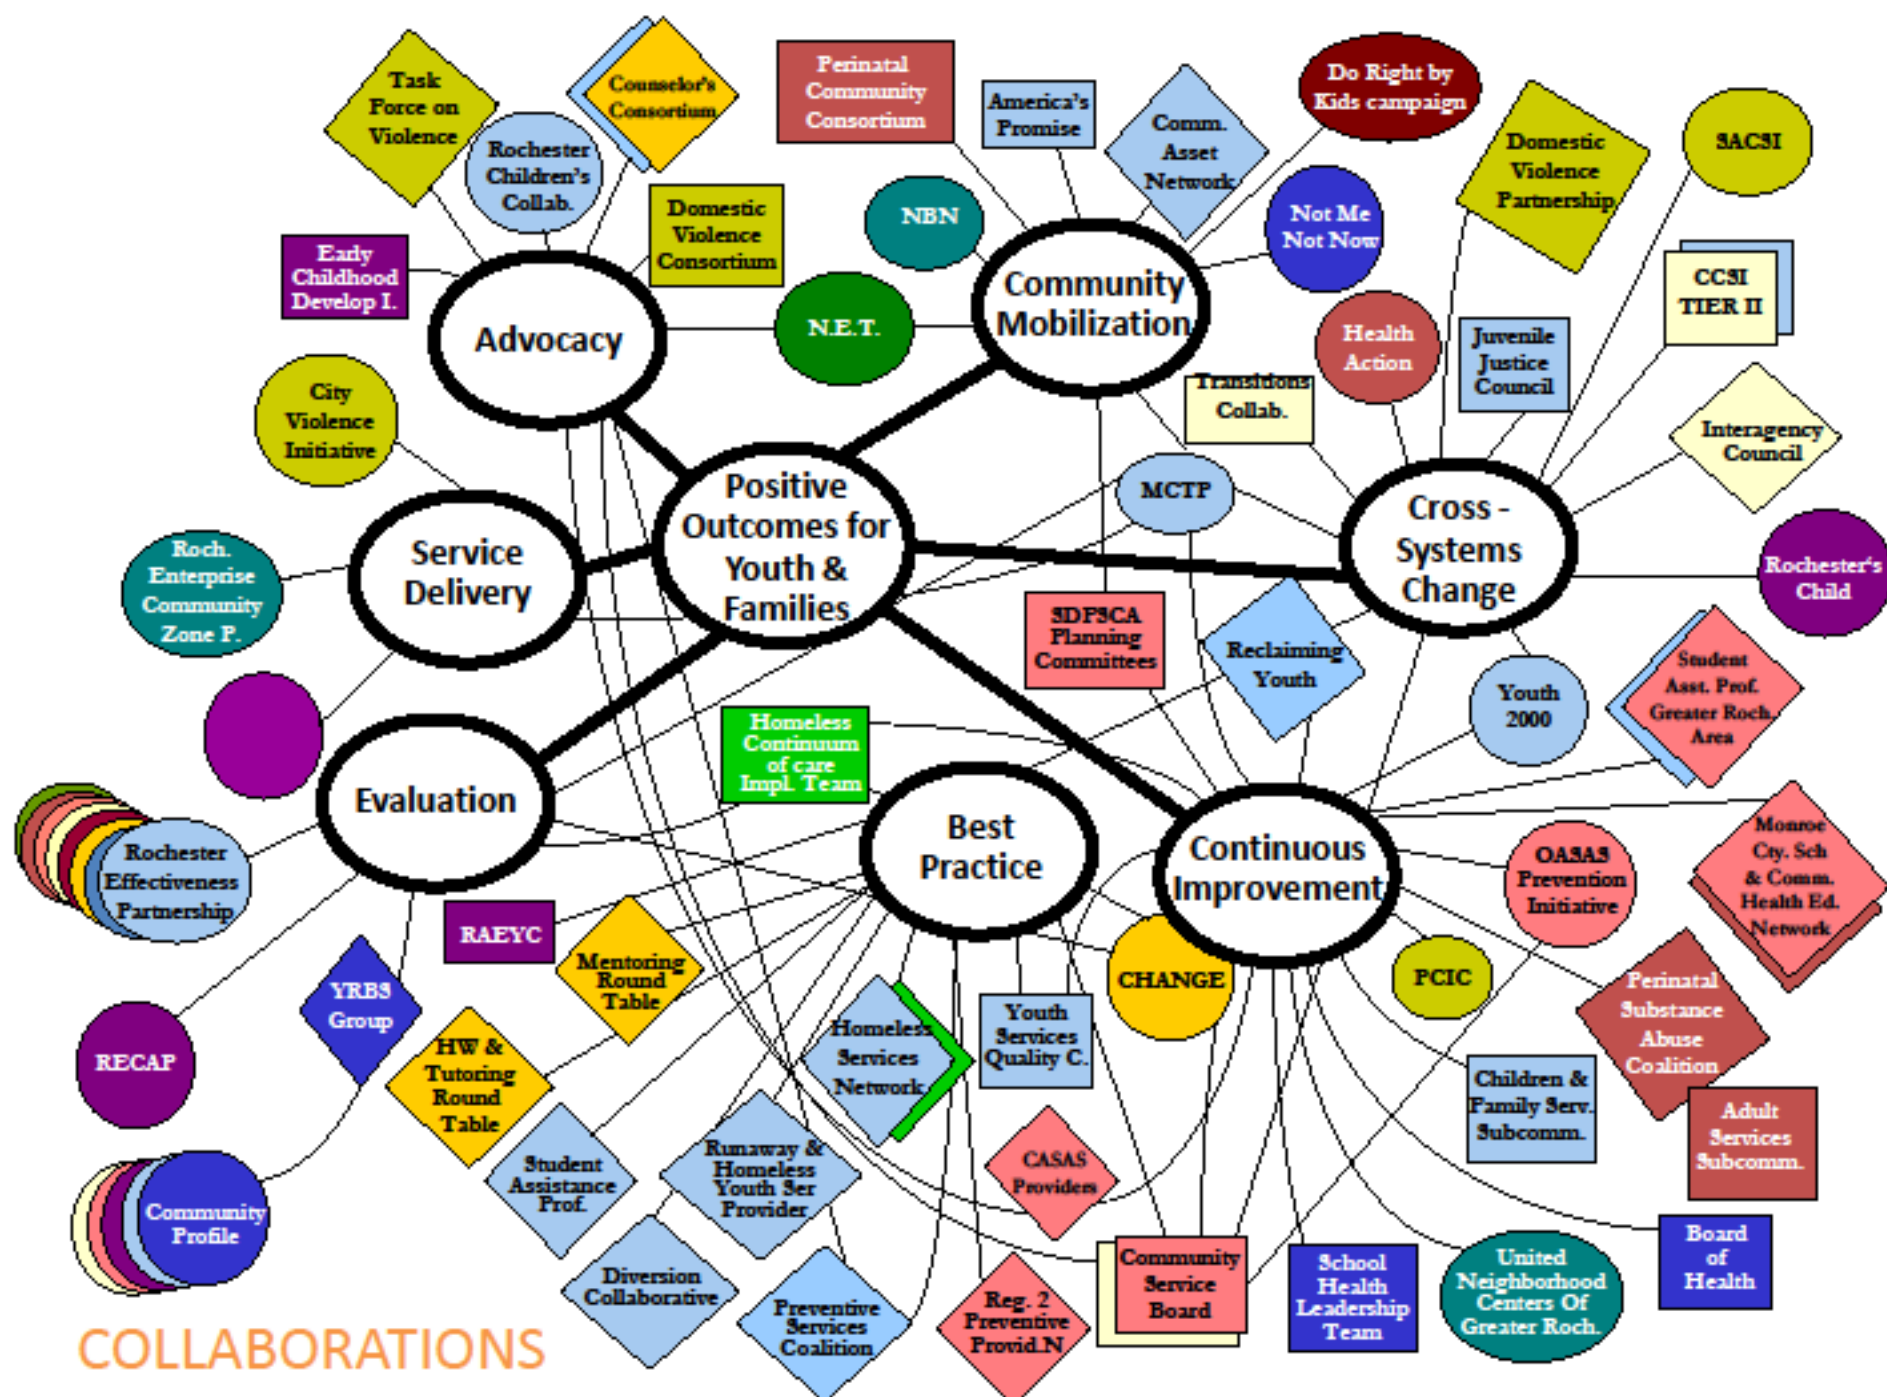 Task
Force on
Violence
Counselor's
Consortium
Rochester
Children's
Collab.
Early
Childhood
Develop I.
Domestic
Violence
Consortium
Perinatal
Community
Consortium
America's
Promise
Comm.
Asset
Network
Do Right by
Kids campaign
NBN
Not Me
Not Now
Domestic
Violence
Partnership
SACSI
CCSI
TIER II
Advocacy
N.E.T.
Community
Mobilization
Health
Action
Juvenile
Justice
Council
Transitions
Collab.
Interagency
Council
City
Violence
Initiative
Positive
Outcomes for
Youth &
Families
MCTP
Cross -
Systems
Change
Service
Delivery
Roch.
Enterprise
Community
Zone P.
Rochester's
Child
SDFSCA
Planning
Committees
Reclaiming
Youth
Youth
2000
Student
Asst. Prof.
Greater Roch.
Area
Homeless
Continuum
of care
Impl. Team
Evaluation
Best
Practice
Continuous
Improvement
OASAS
Prevention
Initiative
Monroe
Cty. Sch
& Comm.
Health Ed.
Network
Rochester
Effectiveness
Partnership
RAEYC
Mentoring
Round
Table
CHANGE
PCIC
YRBS
Group
Homeless
Services
Network
Youth
Services
Quality C.
Perinatal
Substance
Abuse
Coalition
RECAP
HW &
Tutoring
Round
Table
Children &
Family Serv.
Subcomm.
Adult
Services
Subcomm.
Student
Assistance
Prof.
Runaway &
Homeless
Youth Ser
Provider
CASAS
Providers
Community
Profile
Diversion
Collaborative
Preventive
Services
Coalition
Reg. 2
Preventive
Provid.N
Community
Service
Board
School
Health
Leadership
Team
United
Neighborhood
Centers Of
Greater Roch.
Board
of
Health
COLLABORATIONS